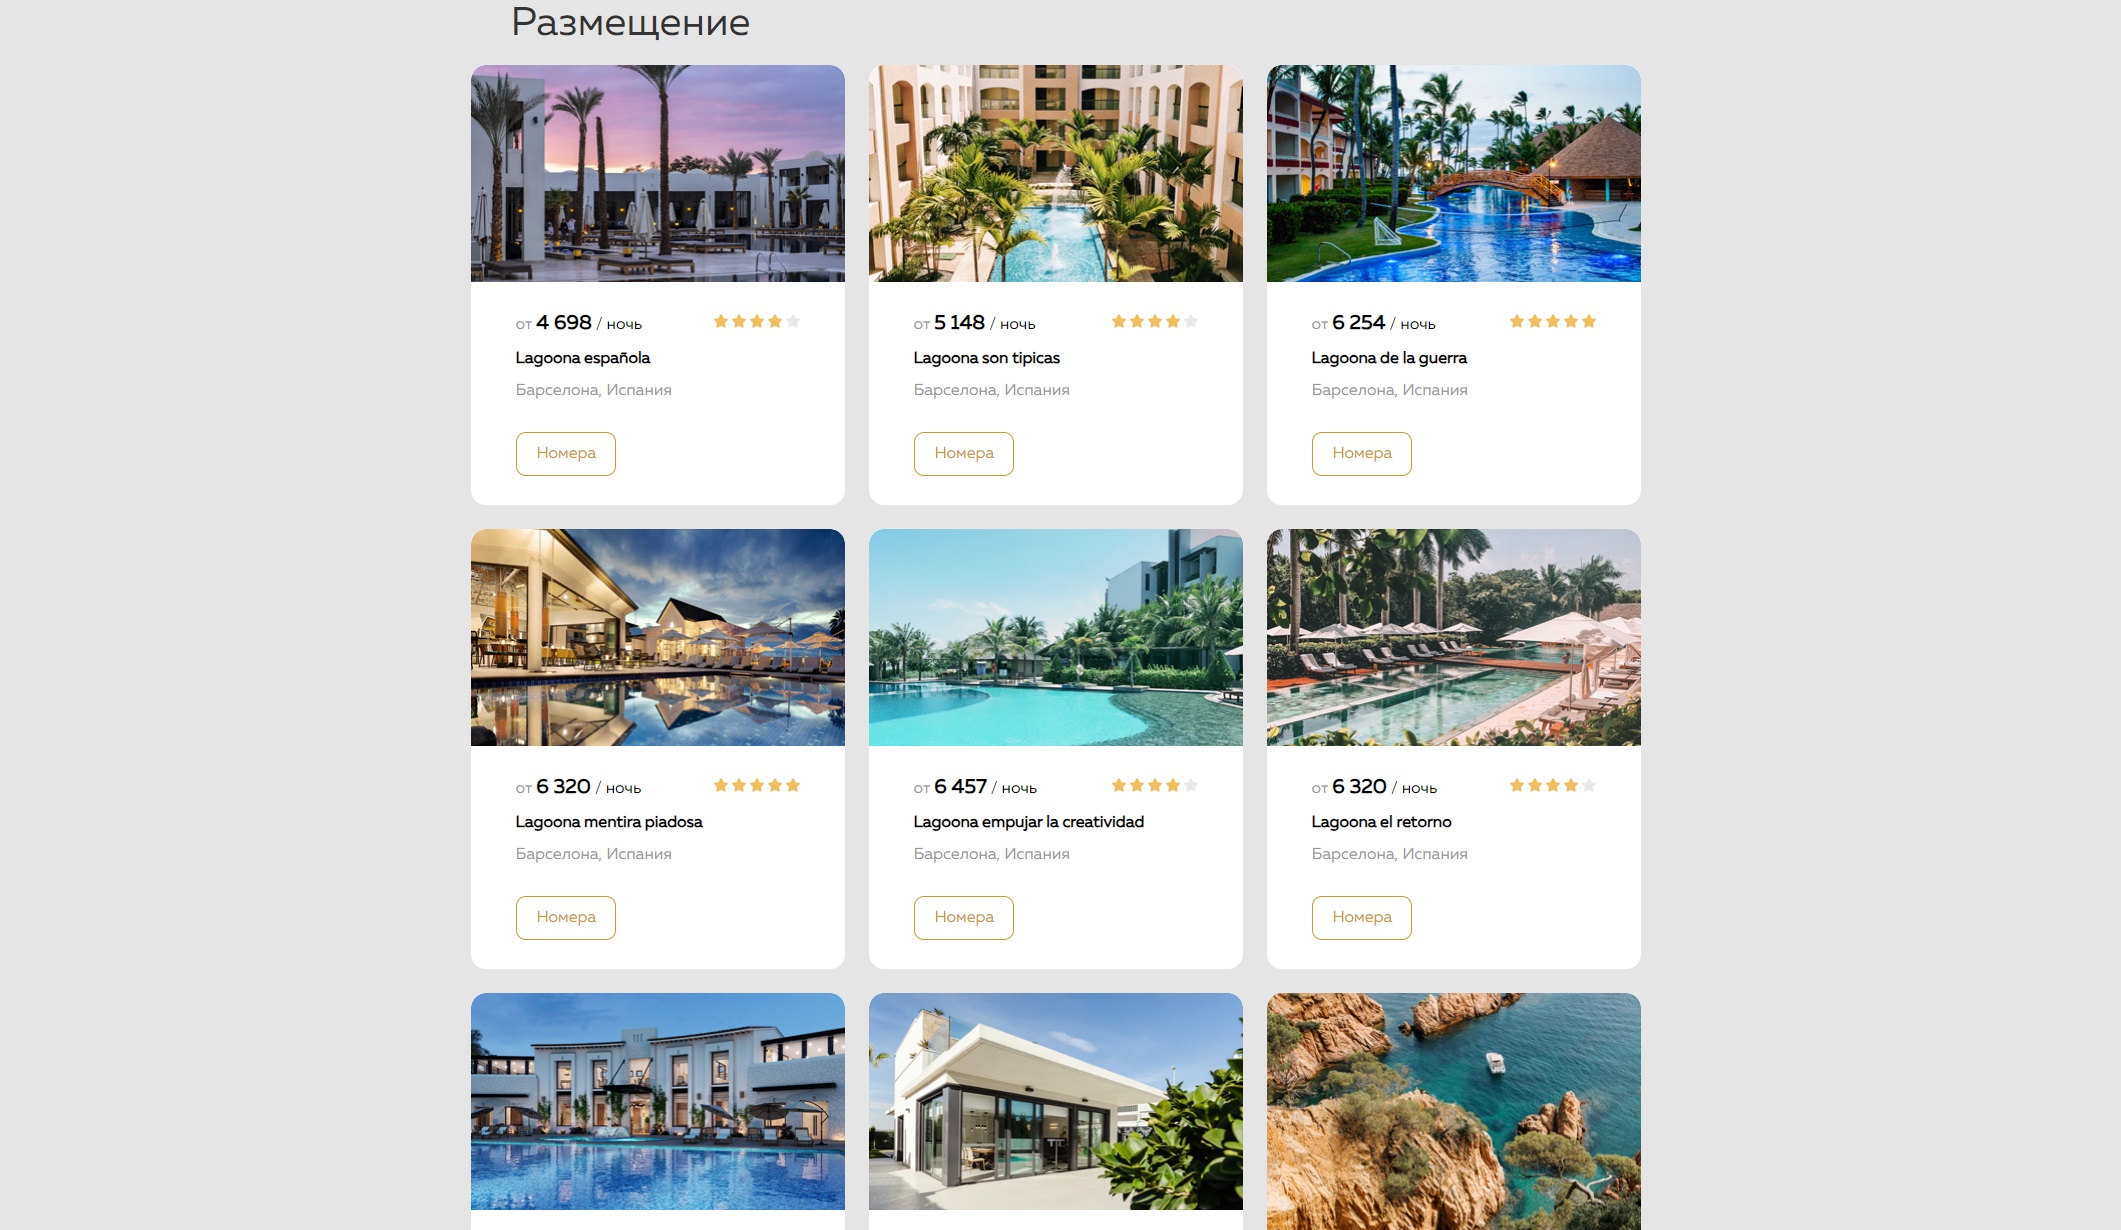 Размещение
от 4 698 / ночь
Lagoona española
Барселона, Испания
Номера
от 5 148 / ночь
Lagoona son tipicas
Барселона, Испания
Номера
от 6 254 / ночь
Lagoona de la guerra
Барселона, Испания
Номера
от 6 320 / ночь
Lagoona mentira piadosa
Барселона, Испания
Номера
от 6 457 / ночь
Lagoona empujar la creatividad
Барселона, Испания
Номера
от 6 320 / ночь
Lagoona el retorno
Барселона, Испания
Номера